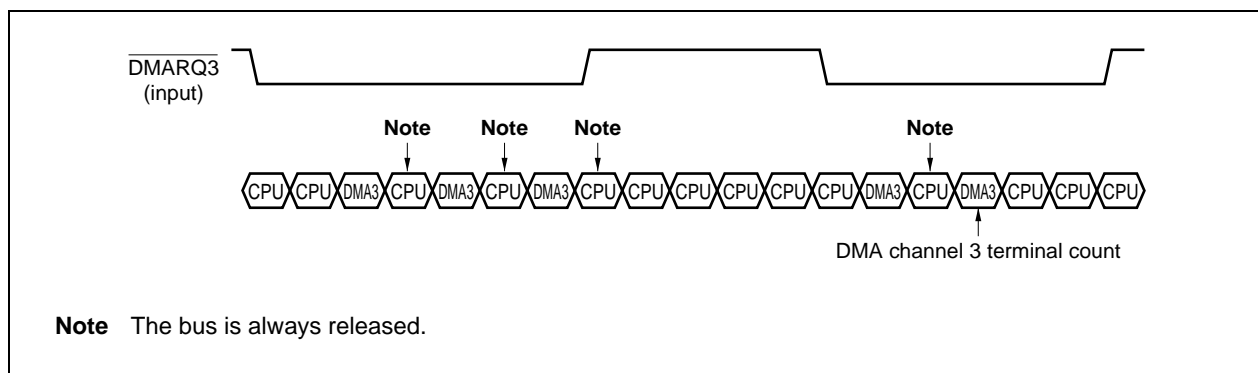 DMARQ3
(input)
Note Note Note Note
CPU CPU DMA3 CPU DMA3 CPU DMA3 CPU CPU CPU CPU CPU CPU DMA3 CPU DMA3 CPU CPU CPU
DMA channel 3 terminal count
Note The bus is always released.